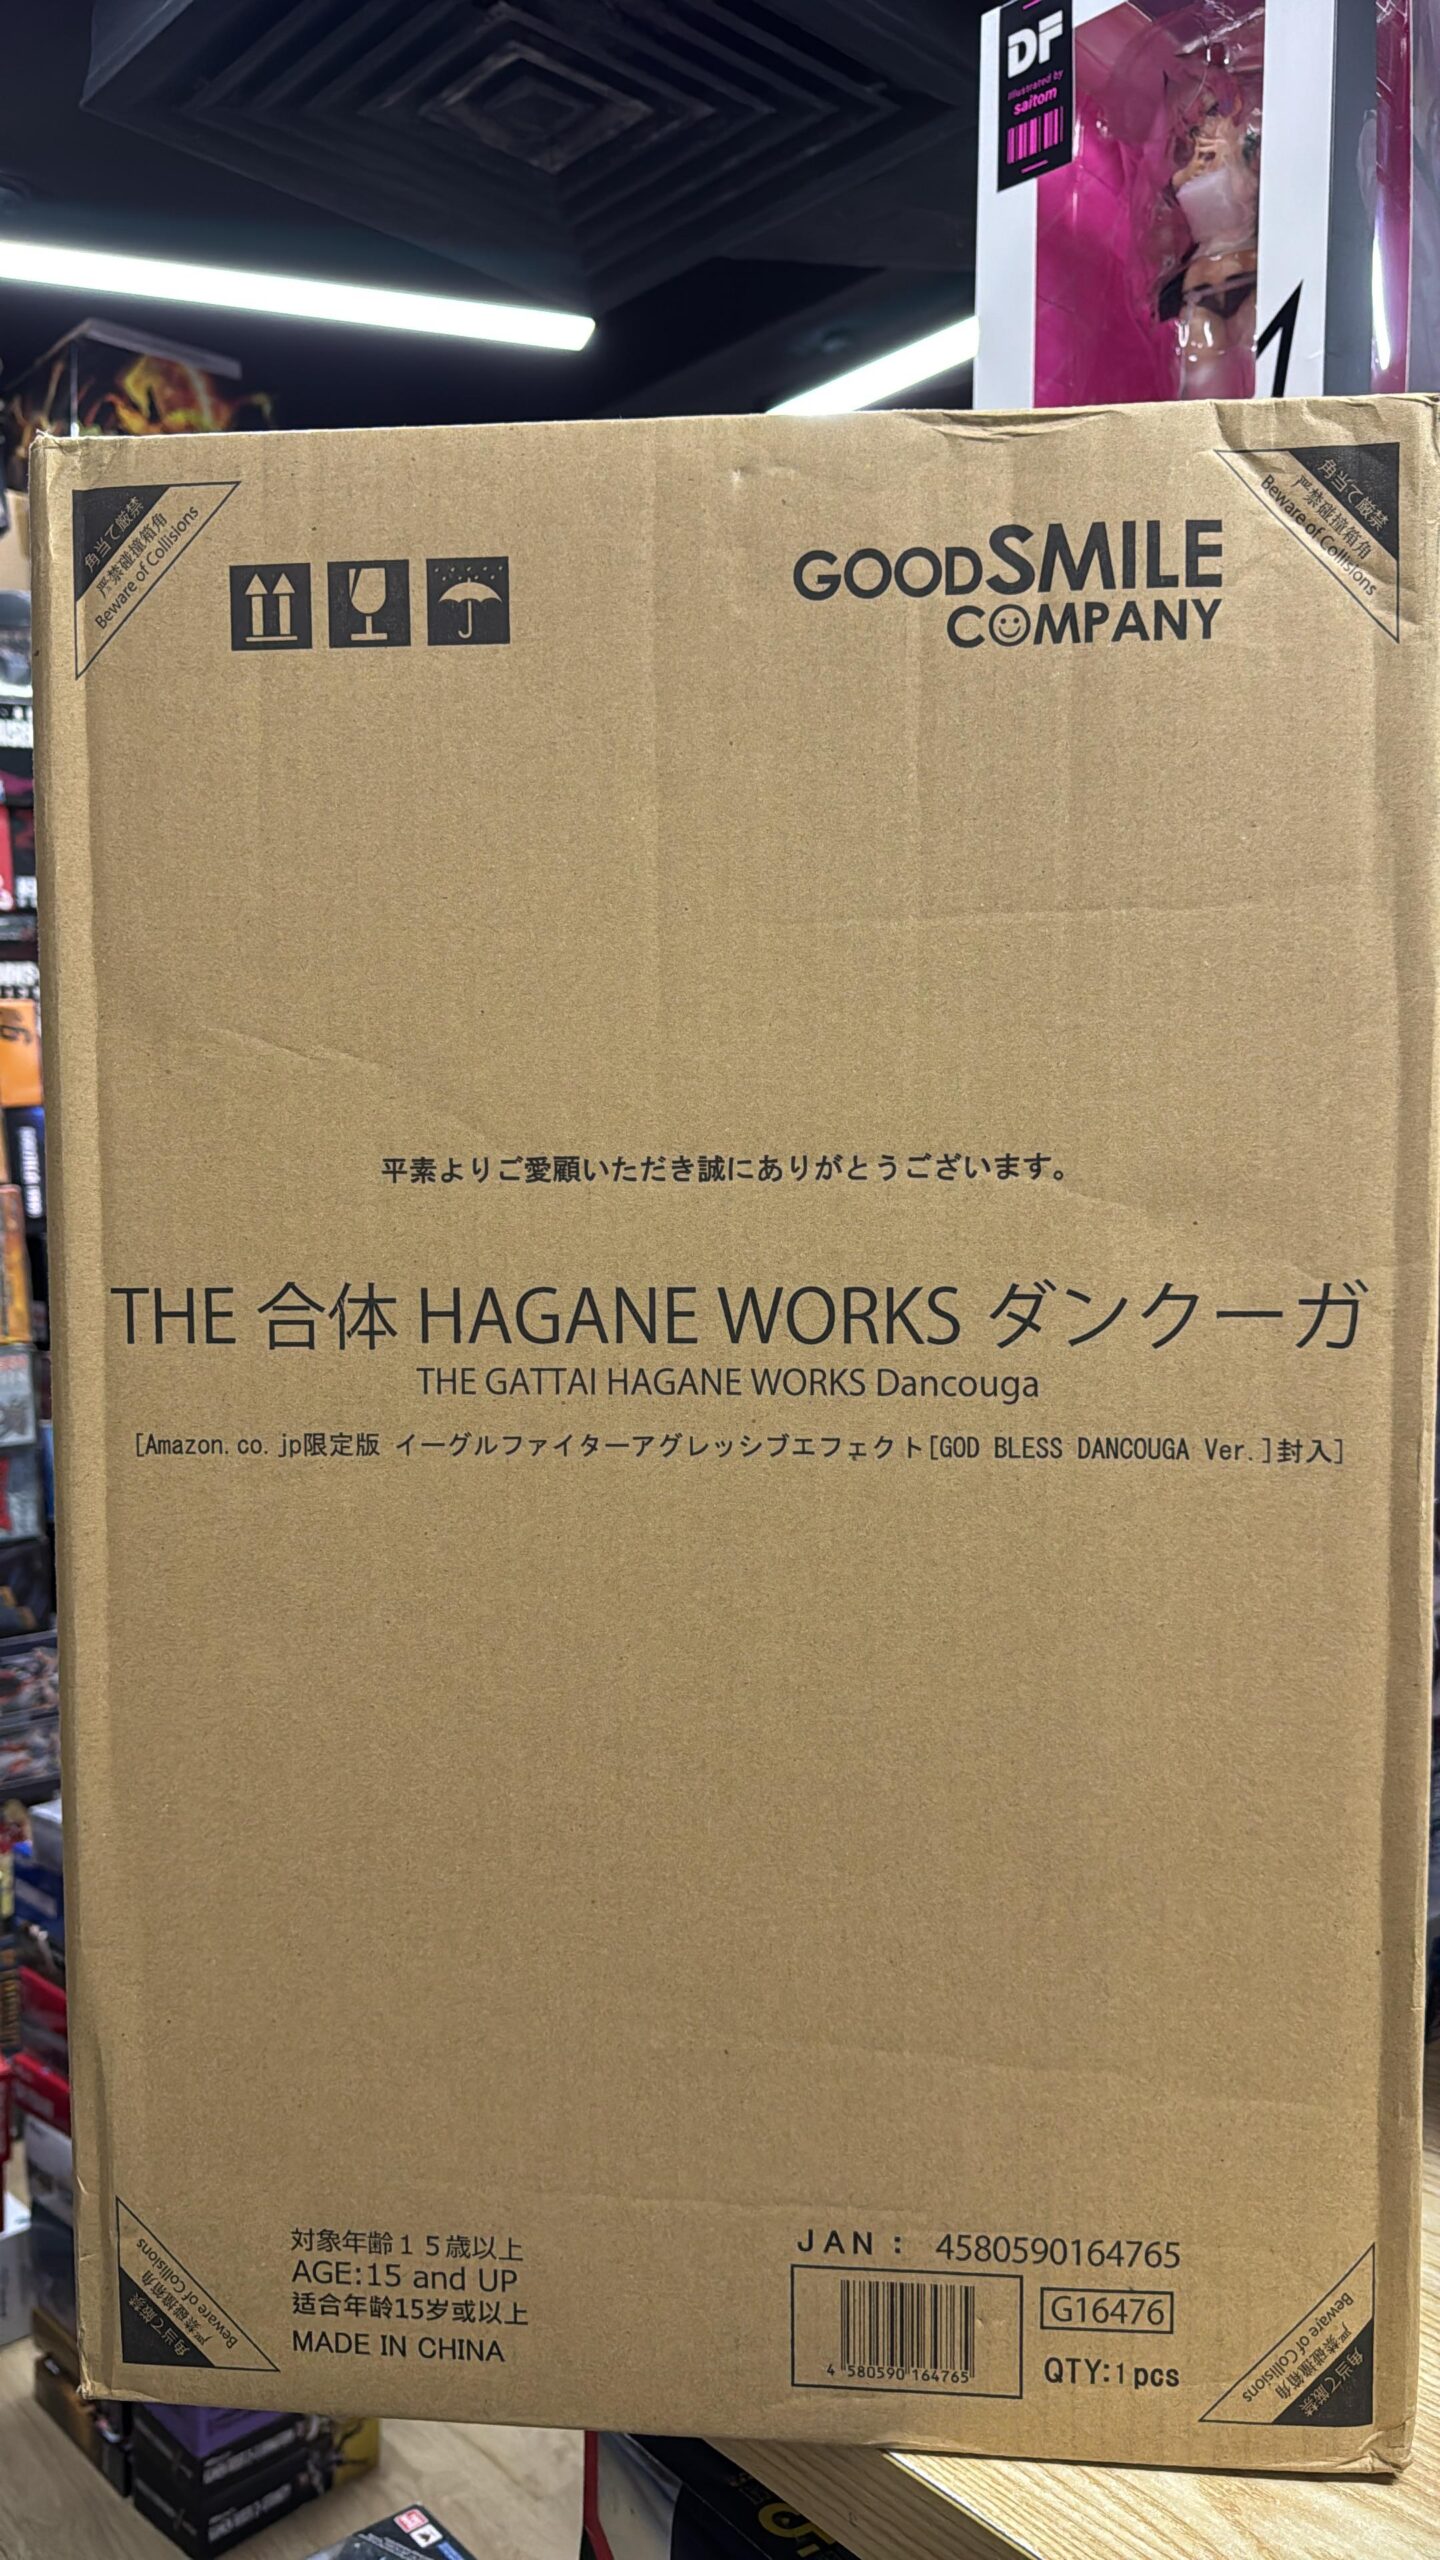 DF
Illustrated by
saitom
角当て厳禁
严禁碰撞箱角
Beware of Collisions
角当て厳禁
严禁碰撞箱角
Beware of Collisions
GOODSMILE
COMPANY
平素よりご愛顧いただき誠にありがとうございます。
THE 合体 HAGANE WORKS ダンクーガ
THE GATTAI HAGANE WORKS Dancouga
[Amazon.co.jp限定版 イーグルファイターアグレッシブエフェクト[GOD BLESS DANCOUGA Ver.]封入]
対象年齢15歳以上
AGE:15 and UP
适合年龄15岁或以上
MADE IN CHINA
JAN: 4580590164765
4 580590 164765
G16476
QTY:1pcs
角当て厳禁
严禁碰撞箱角
Beware of Collisions
角当て厳禁
严禁碰撞箱角
Beware of Collisions